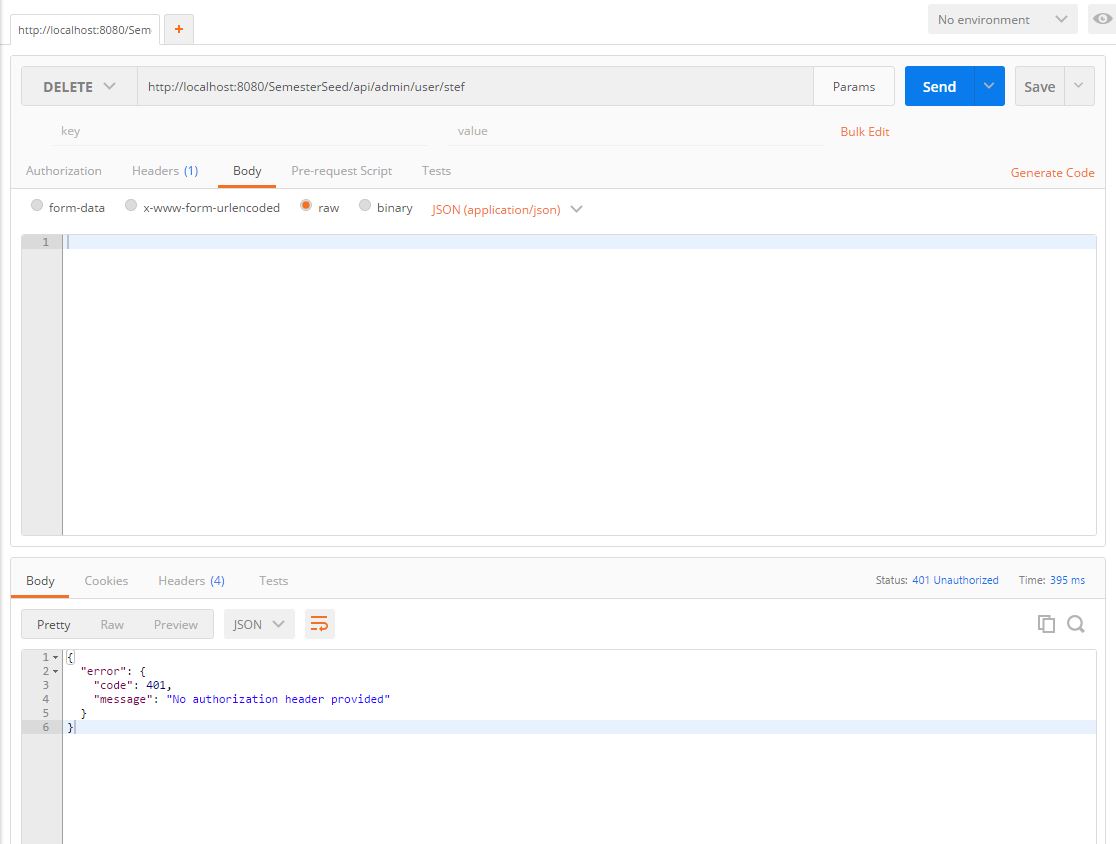 http://localhost:8080/Sem +
No environment
DELETE http://localhost:8080/SemesterSeed/api/admin/user/stef Params Send Save
key value Bulk Edit
Authorization Headers (1) Body Pre-request Script Tests Generate Code
form-data x-www-form-urlencoded raw binary JSON (application/json)
1
Body Cookies Headers (4) Tests Status: 401 Unauthorized Time: 395 ms
Pretty Raw Preview JSON
1 {
2 "error": {
3 "code": 401,
4 "message": "No authorization header provided"
5 }
6 }